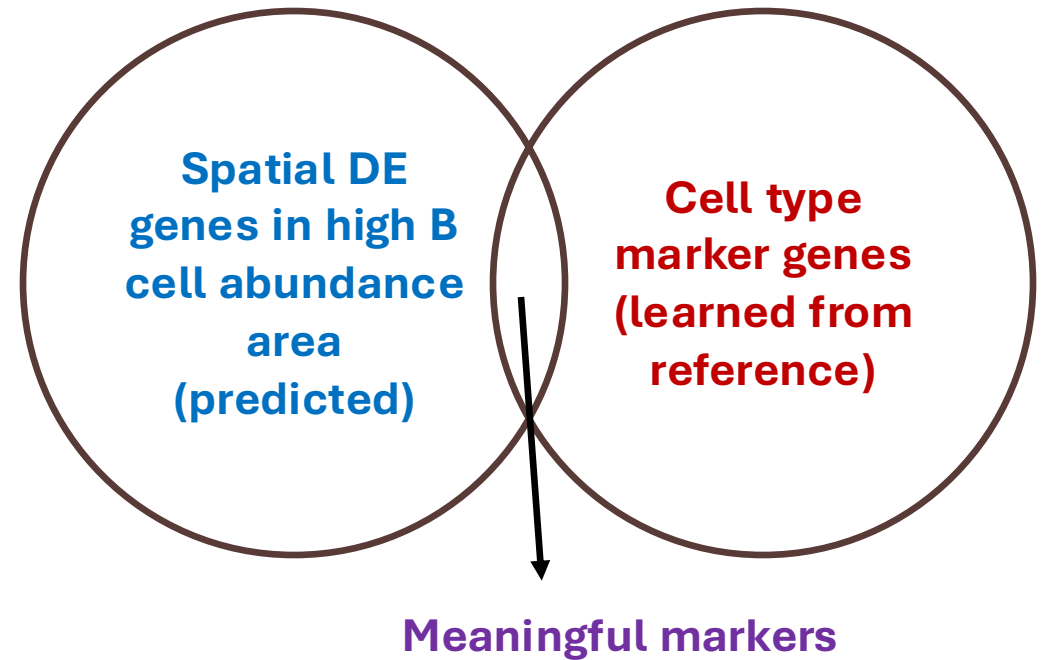 Spatial DE
genes in high B
cell abundance
area
(predicted)
Cell type
marker genes
(learned from
reference)
Meaningful markers